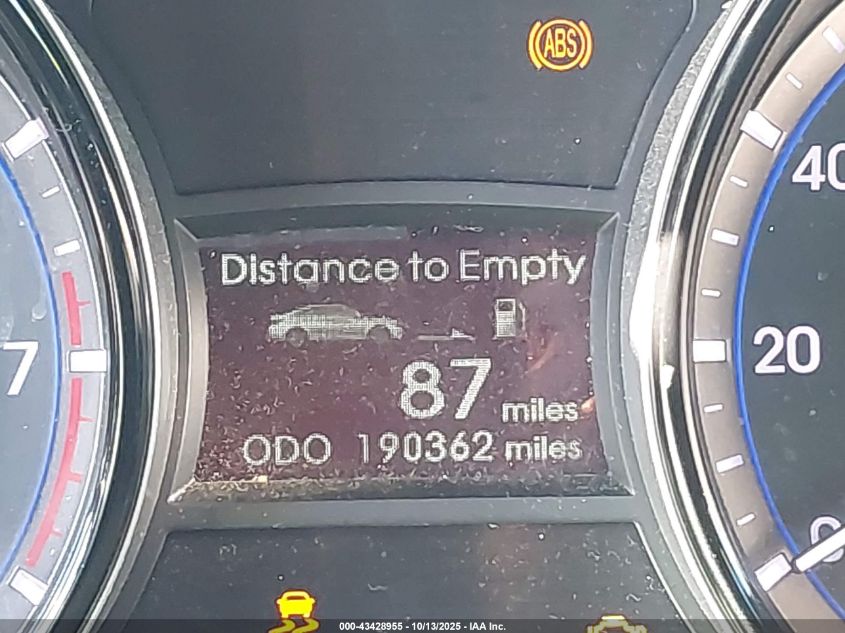 ABS
Distance to Empty
87 miles
ODO 190362 miles
7
40
20
0
000-43428955 - 10/13/2025 - IAA Inc.